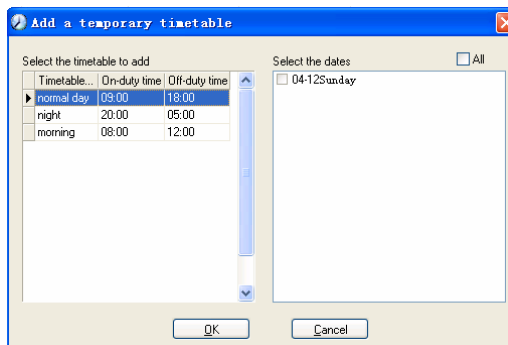 Add a temporary timetable
Select the timetable to add
Timetable... On-duty time Off-duty time
normal day 09:00 18:00
night 20:00 05:00
morning 08:00 12:00
Select the dates
All
04-12Sunday
OK
Cancel